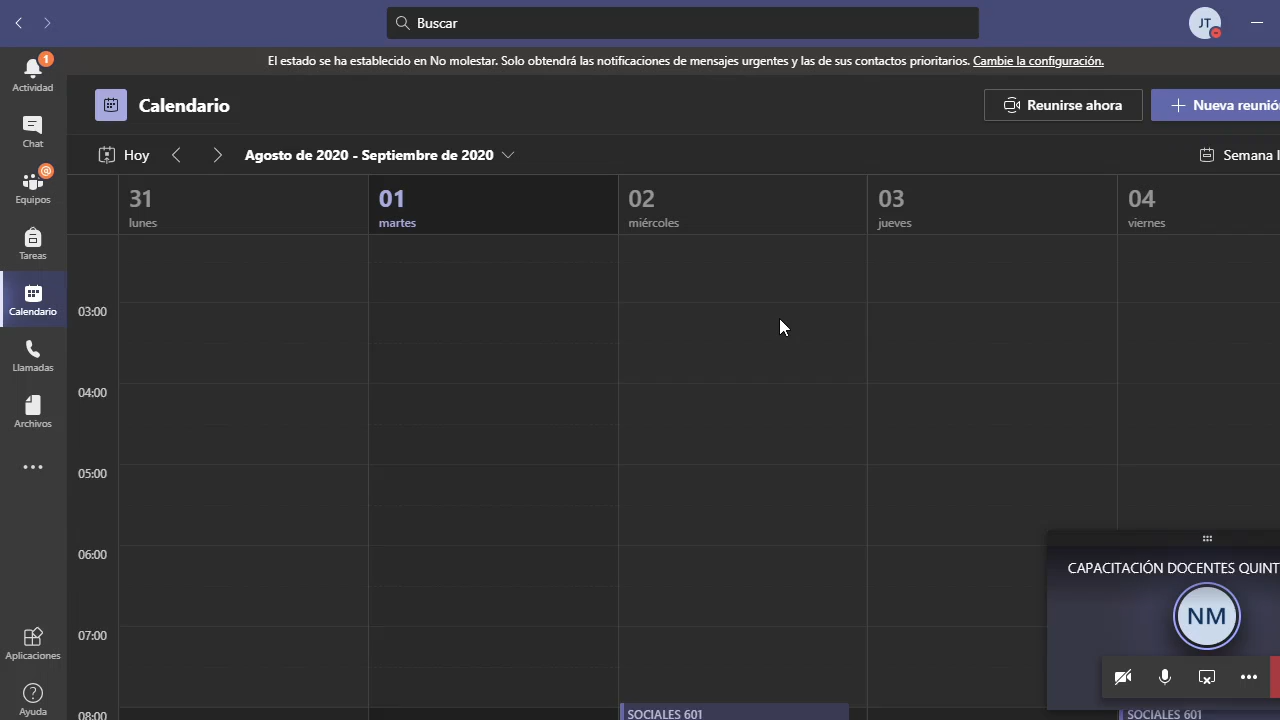 Buscar
JT
El estado se ha establecido en No molestar. Solo obtendrá las notificaciones de mensajes urgentes y las de sus contactos prioritarios. Cambie la configuración.
1
Actividad
Chat
@
Equipos
Tareas
Calendario
Llamadas
Archivos
Aplicaciones
Ayuda
Calendario
Reunirse ahora
Nueva reunió
Hoy
Agosto de 2020 - Septiembre de 2020
Semana l
31
lunes
01
martes
02
miércoles
03
jueves
04
viernes
03:00
04:00
05:00
06:00
07:00
08:00
SOCIALES 601
SOCIALES 601
CAPACITACIÓN DOCENTES QUINT
NM